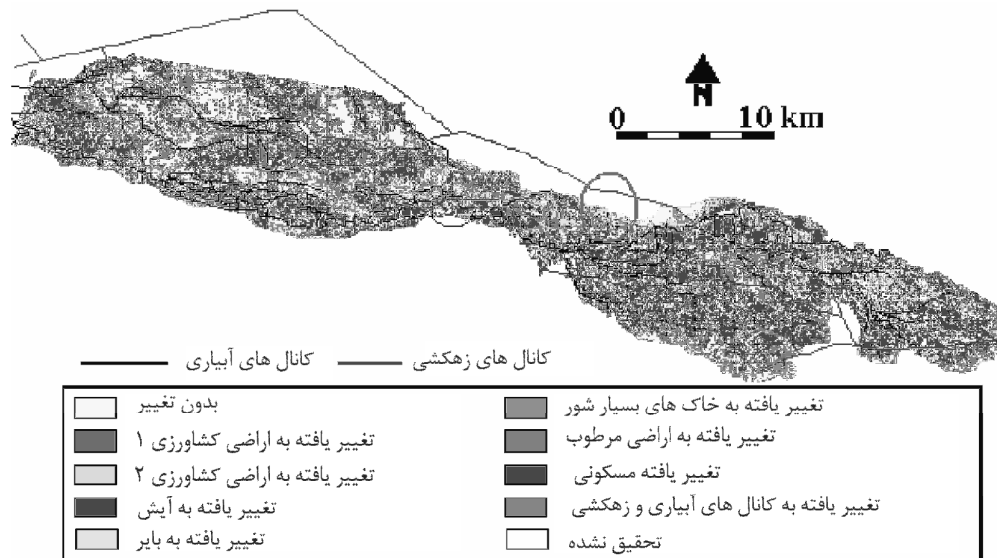 N
0 10 km
کانال های زهکشی
کانال های آبیاری
تغییر یافته به خاک های بسیار شور
بدون تغییر
تغییر یافته به اراضی مرطوب
تغییر یافته به اراضی کشاورزی ۱
تغییر یافته مسکونی
تغییر یافته به اراضی کشاورزی ۲
تغییر یافته به کانال های آبیاری و زهکشی
تغییر یافته به آیش
تحقیق نشده
تغییر یافته به بایر